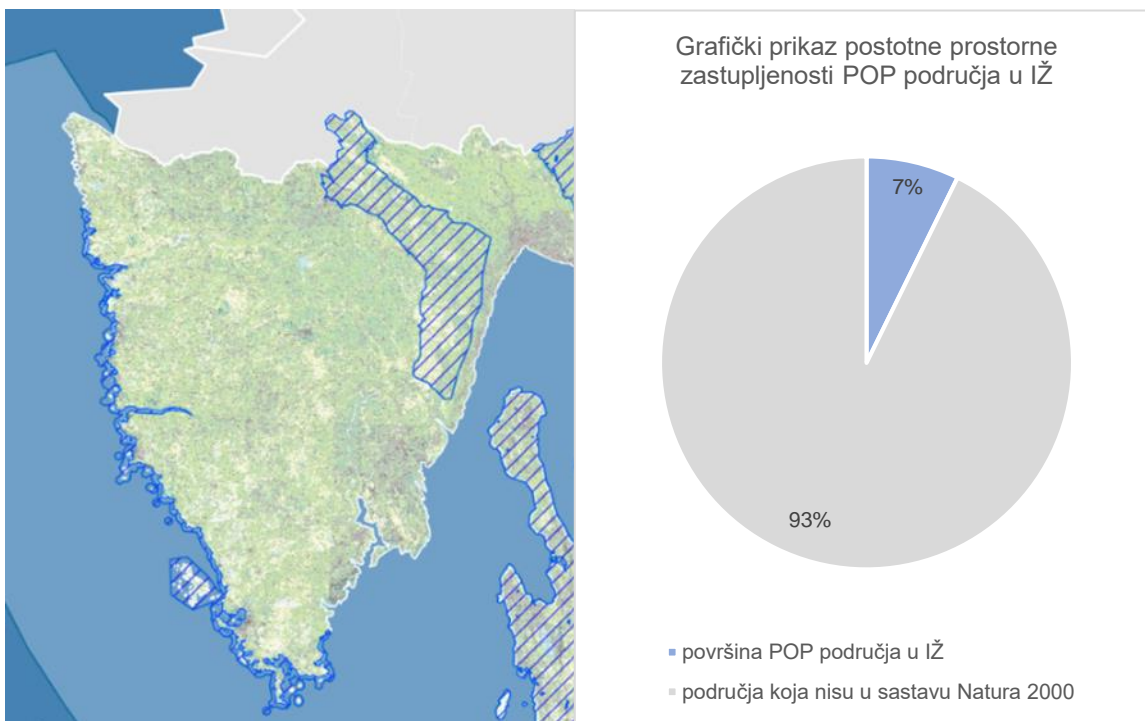 Grafički prikaz postotne prostorne
zastupljenosti POP područja u IŽ
7%
93%
površina POP područja u IŽ
područja koja nisu u sastavu Natura 2000